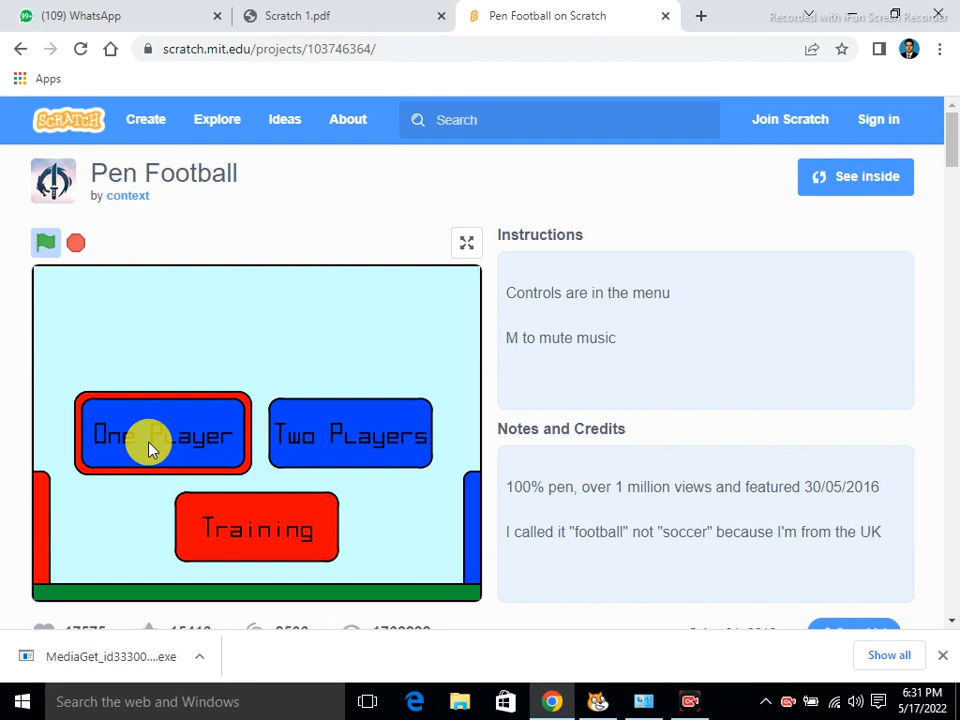 (109) WhatsApp
Scratch 1.pdf
Pen Football on Scratch
Recorded with iFun Screen Recorder
scratch.mit.edu/projects/103746364/
Apps
SCRATCH
Create
Explore
Ideas
About
Search
Join Scratch
Sign in
Pen Football
by context
See inside
Instructions
Controls are in the menu
M to mute music
One Player
Two Players
Training
Notes and Credits
100% pen, over 1 million views and featured 30/05/2016
I called it "football" not "soccer" because I'm from the UK
MediaGet_id33300....exe
Show all
Search the web and Windows
6:31 PM
5/17/2022